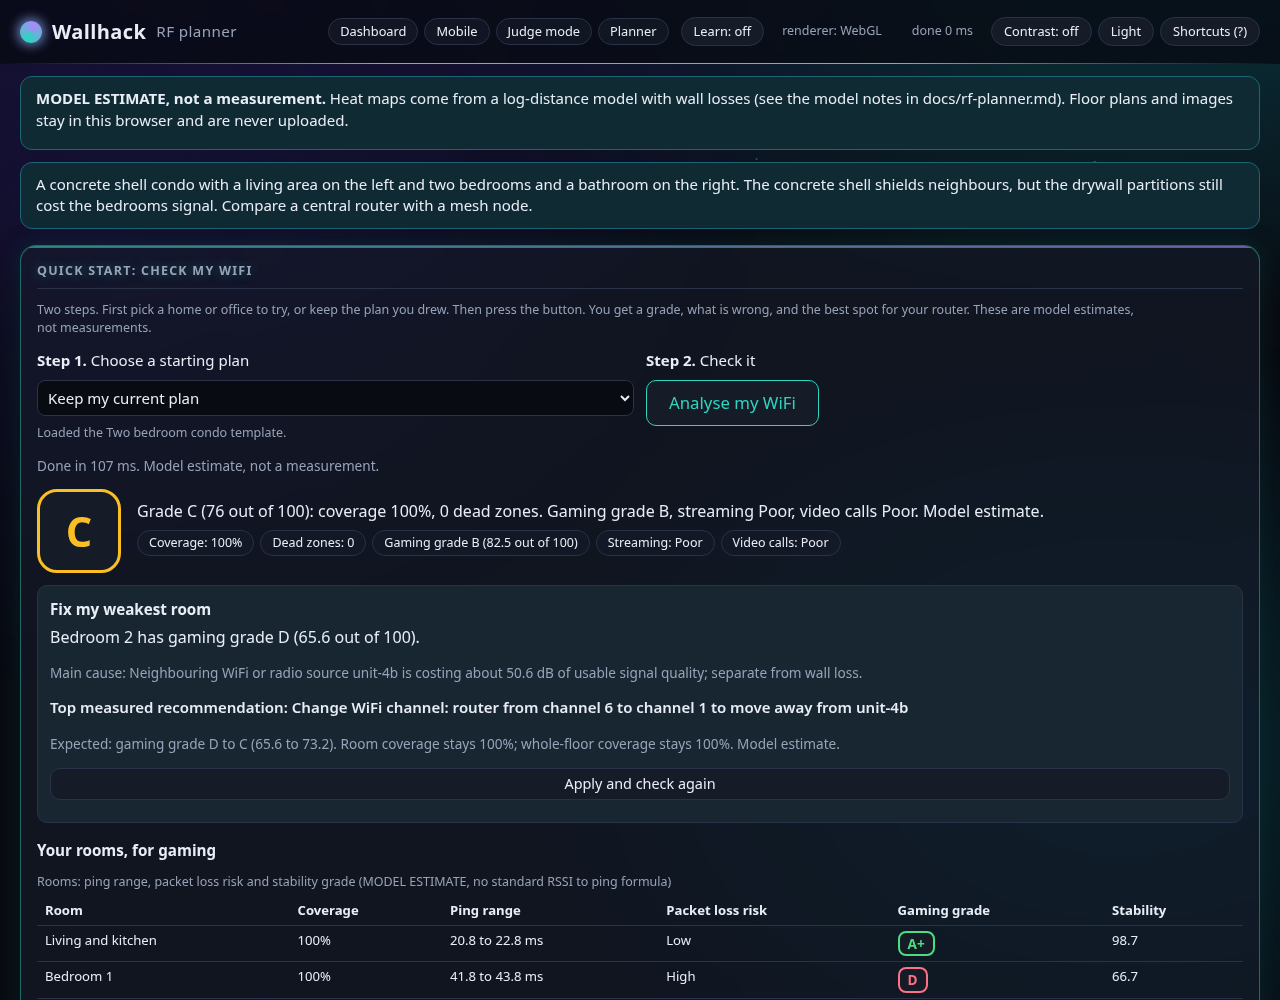 Wallhack RF planner
Dashboard Mobile Judge mode Planner Learn: off renderer: WebGL done 0 ms Contrast: off Light Shortcuts (?)
MODEL ESTIMATE, not a measurement. Heat maps come from a log-distance model with wall losses (see the model notes in docs/rf-planner.md). Floor plans and images
stay in this browser and are never uploaded.
A concrete shell condo with a living area on the left and two bedrooms and a bathroom on the right. The concrete shell shields neighbours, but the drywall partitions still
cost the bedrooms signal. Compare a central router with a mesh node.
QUICK START: CHECK MY WIFI
Two steps. First pick a home or office to try, or keep the plan you drew. Then press the button. You get a grade, what is wrong, and the best spot for your router. These are model estimates,
not measurements.
Step 1. Choose a starting plan
Step 2. Check it
Keep my current plan
Analyse my WiFi
Loaded the Two bedroom condo template.
Done in 107 ms. Model estimate, not a measurement.
C
Grade C (76 out of 100): coverage 100%, 0 dead zones. Gaming grade B, streaming Poor, video calls Poor. Model estimate.
Coverage: 100% Dead zones: 0 Gaming grade B (82.5 out of 100) Streaming: Poor Video calls: Poor
Fix my weakest room
Bedroom 2 has gaming grade D (65.6 out of 100).
Main cause: Neighbouring WiFi or radio source unit-4b is costing about 50.6 dB of usable signal quality; separate from wall loss.
Top measured recommendation: Change WiFi channel: router from channel 6 to channel 1 to move away from unit-4b
Expected: gaming grade D to C (65.6 to 73.2). Room coverage stays 100%; whole-floor coverage stays 100%. Model estimate.
Apply and check again
Your rooms, for gaming
Rooms: ping range, packet loss risk and stability grade (MODEL ESTIMATE, no standard RSSI to ping formula)
Room Coverage Ping range Packet loss risk Gaming grade Stability
Living and kitchen 100% 20.8 to 22.8 ms Low A+ 98.7
Bedroom 1 100% 41.8 to 43.8 ms High D 66.7